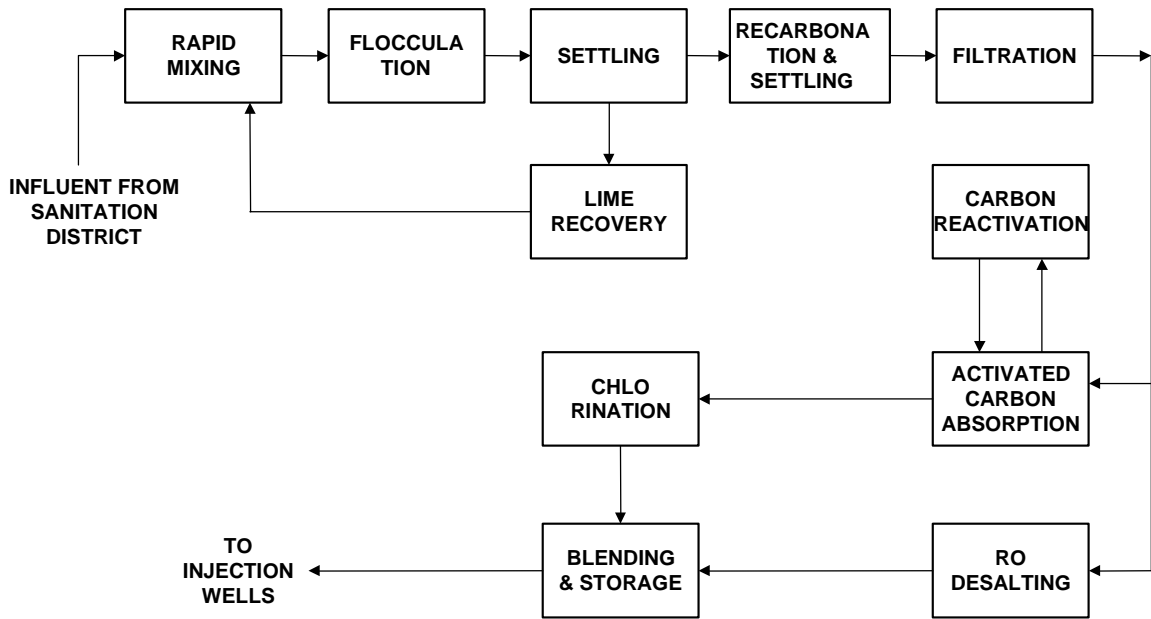 RAPID
MIXING
FLOCCULA
TION
SETTLING
RECARBONA
TION &
SETTLING
FILTRATION
INFLUENT FROM
SANITATION
DISTRICT
LIME
RECOVERY
CARBON
REACTIVATION
CHLO
RINATION
ACTIVATED
CARBON
ABSORPTION
TO
INJECTION
WELLS
BLENDING
& STORAGE
RO
DESALTING